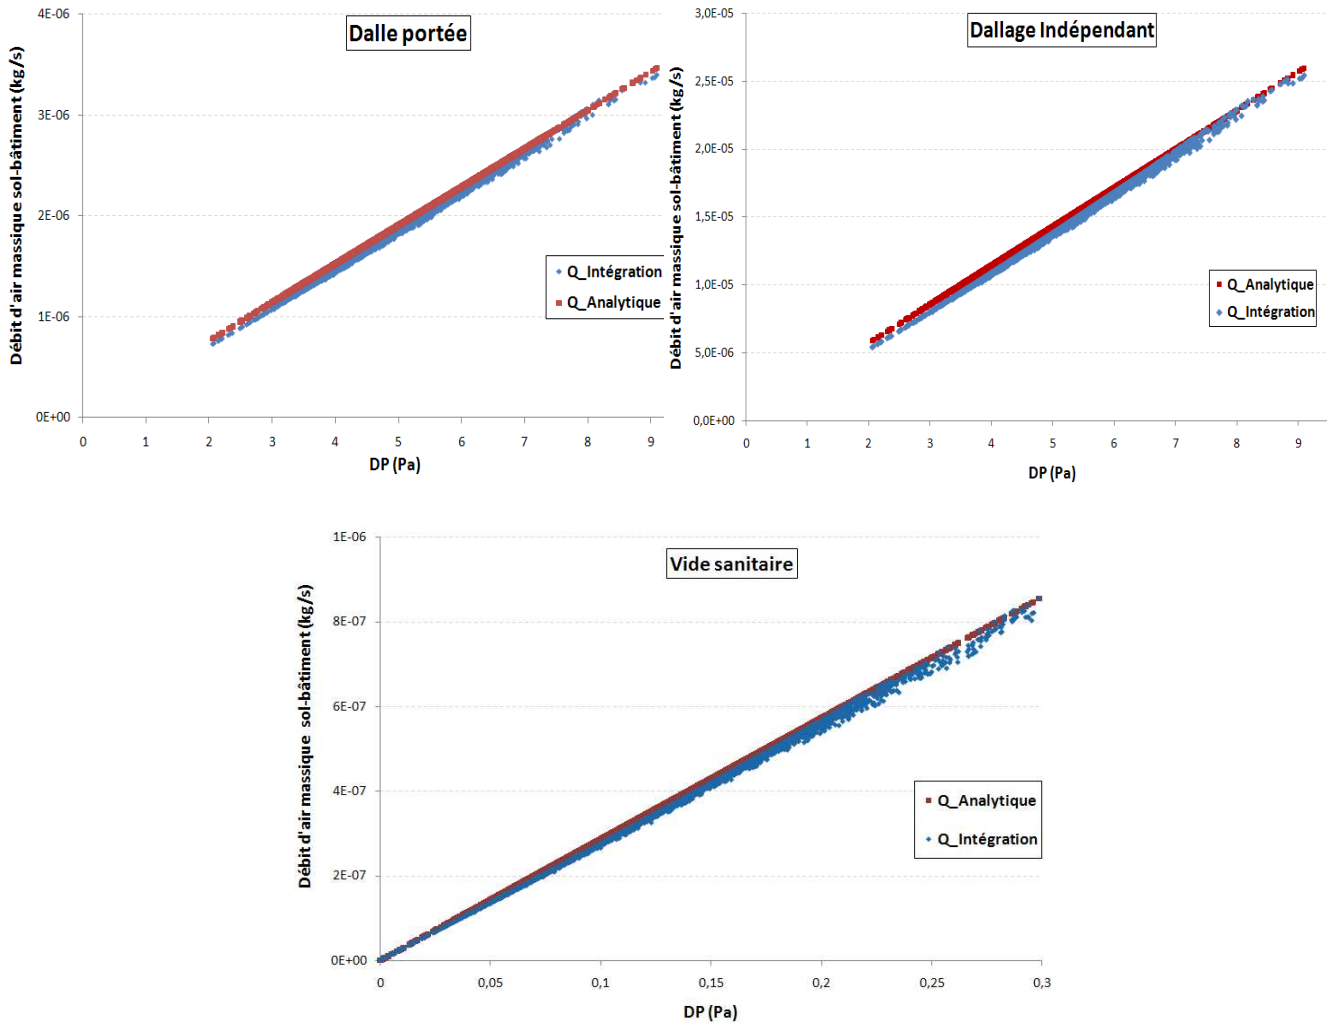 Dalle portée
Débit d'air massique sol-bâtiment (kg/s)
4E-06
3E-06
2E-06
1E-06
0E+00
0 1 2 3 4 5 6 7 8 9
DP (Pa)
Q_Intégration
Q_Analytique
Dallage Indépendant
Débit d'air massique sol-bâtiment (kg/s)
3,0E-05
2,5E-05
2,0E-05
1,5E-05
1,0E-05
5,0E-06
0,0E+00
0 1 2 3 4 5 6 7 8 9
DP (Pa)
Q_Analytique
Q_Intégration
Vide sanitaire
Débit d'air massique sol-bâtiment (kg/s)
1E-06
8E-07
6E-07
4E-07
2E-07
0E+00
0 0,05 0,1 0,15 0,2 0,25 0,3
DP (Pa)
Q_Analytique
Q_Intégration